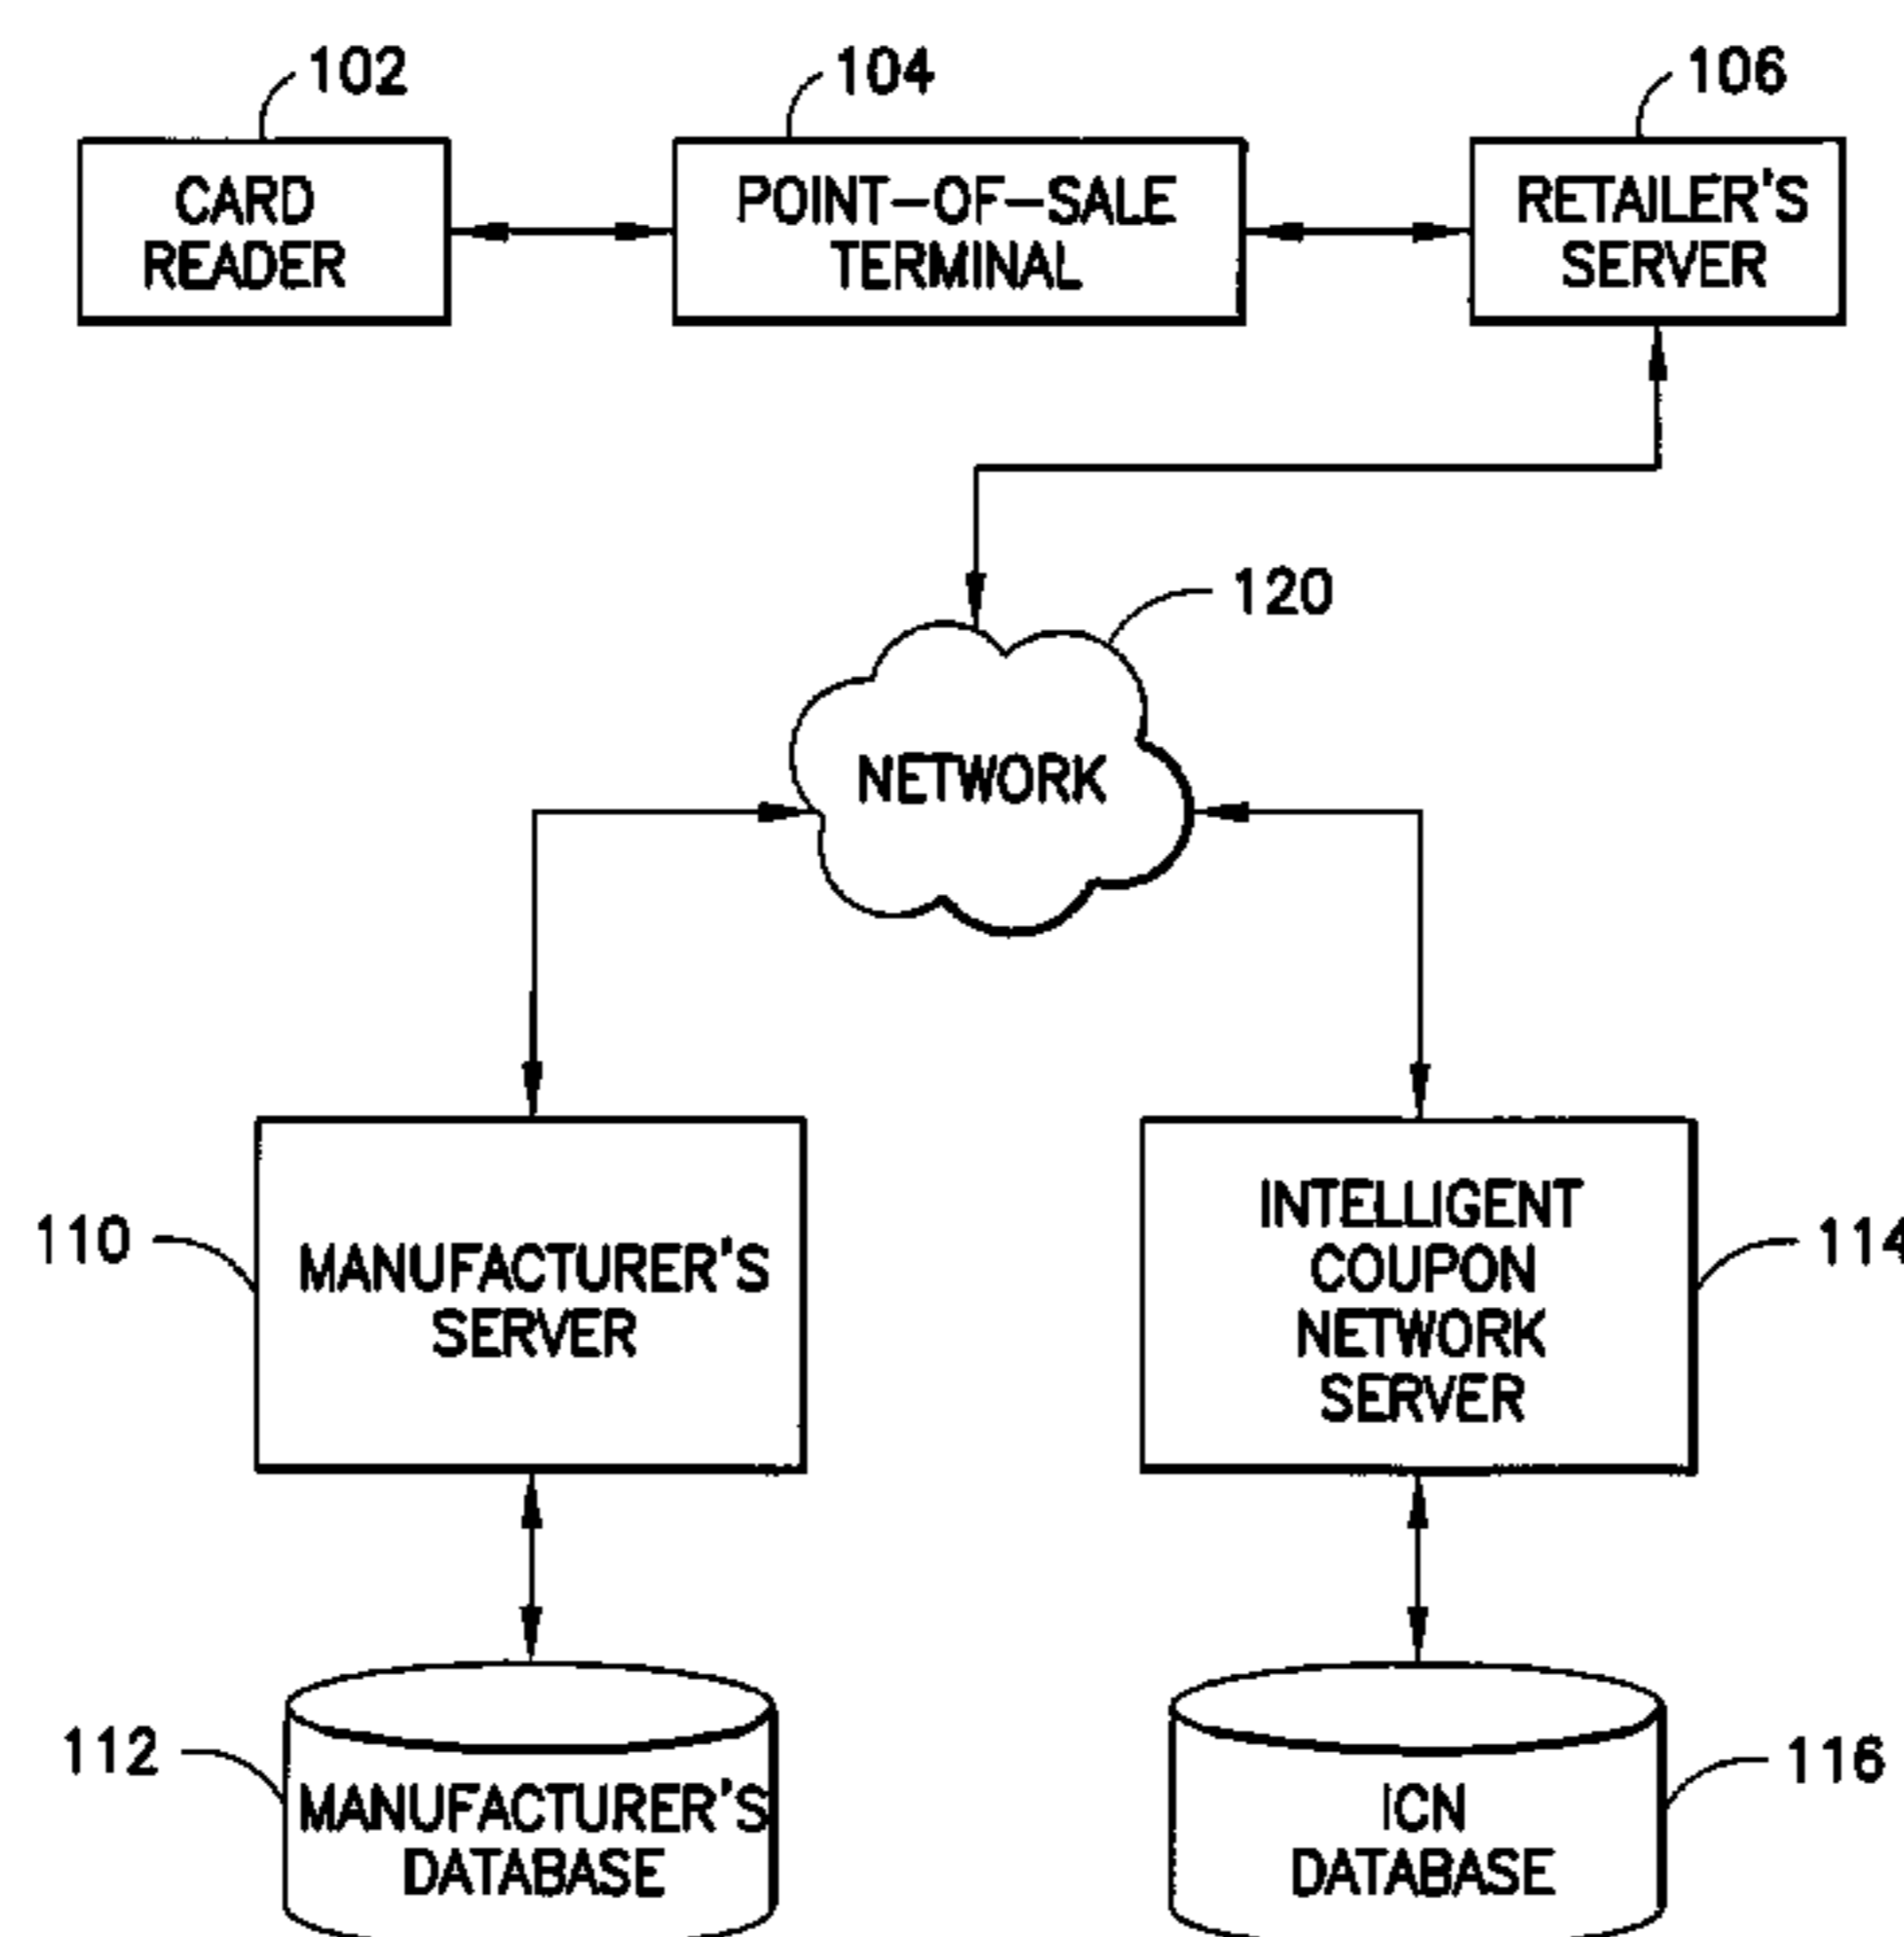 102
104
106
CARD
READER
POINT-OF-SALE
TERMINAL
RETAILER'S
SERVER
120
NETWORK
110
MANUFACTURER'S
SERVER
INTELLIGENT
COUPON
NETWORK
SERVER
114
112
MANUFACTURER'S
DATABASE
ICN
DATABASE
116